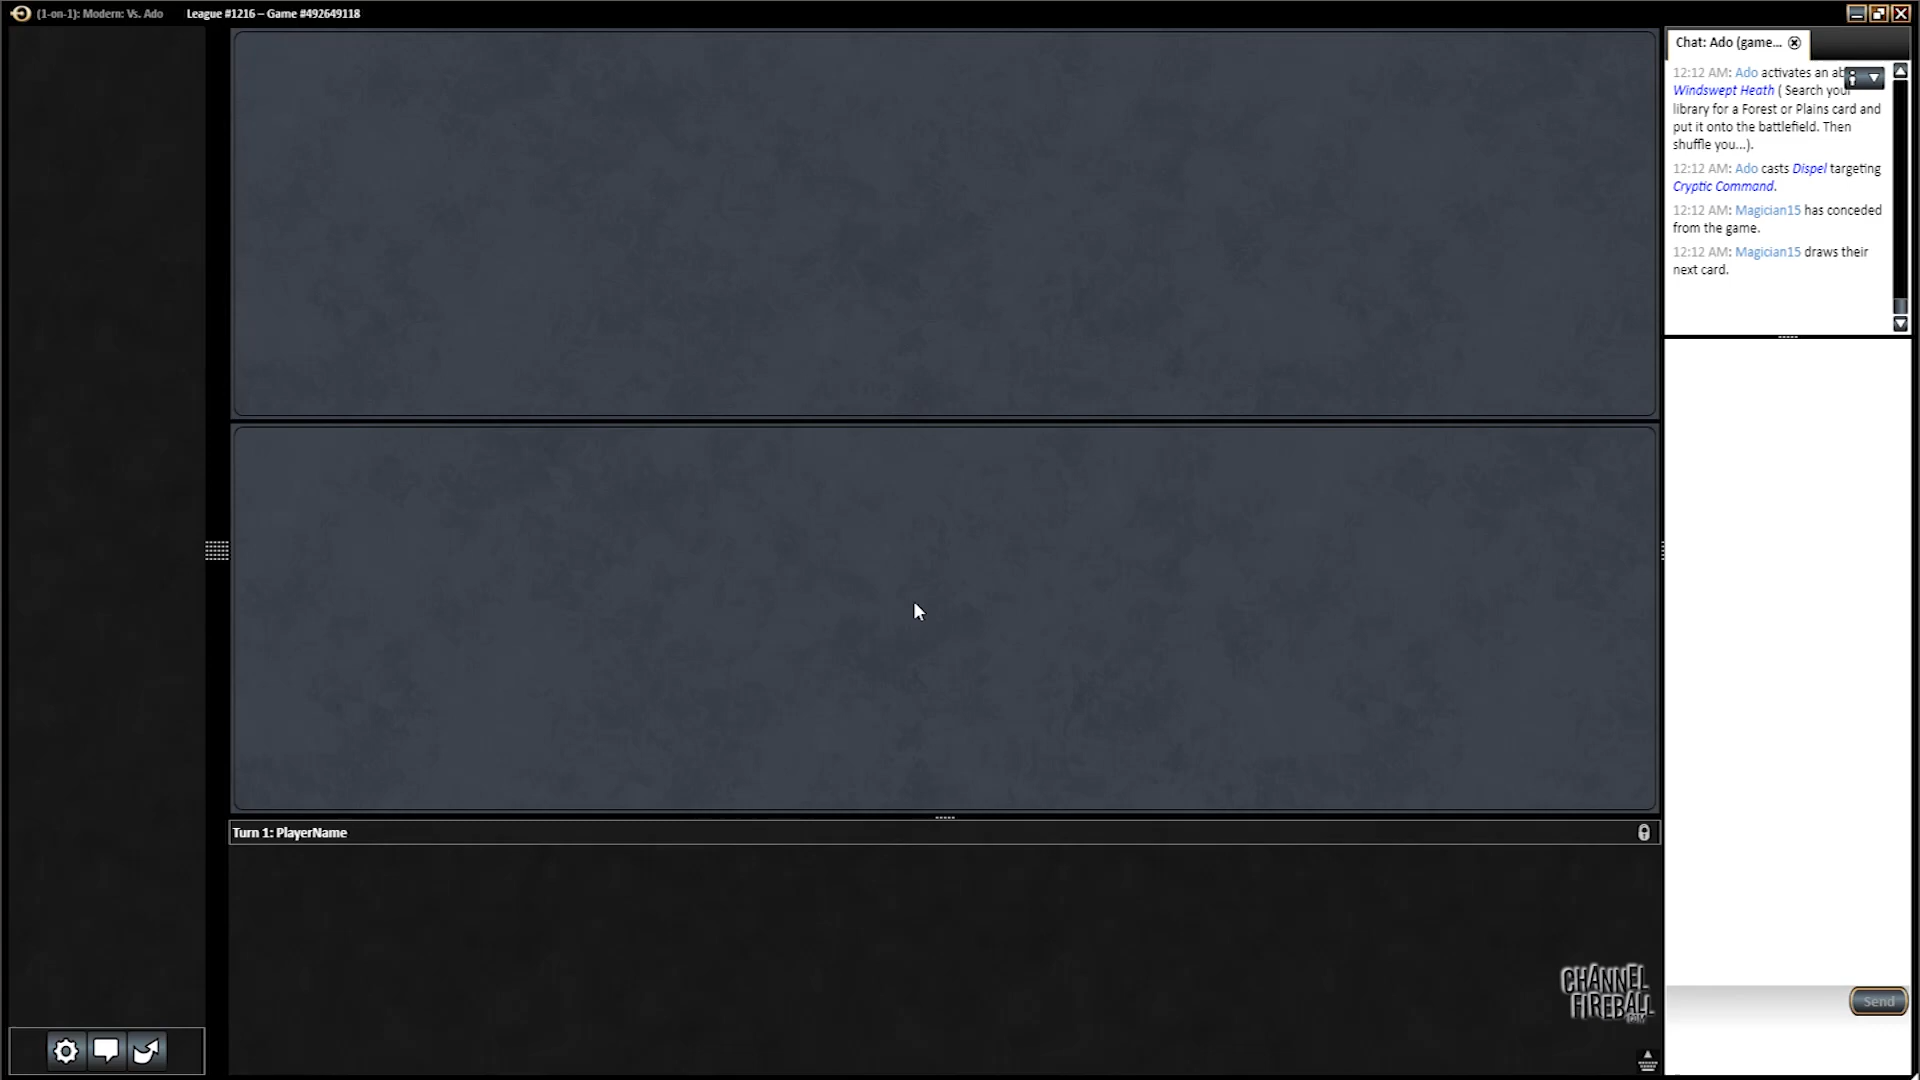 (1-on-1): Modern: Vs. Ado League #1216 – Game #492649118
Chat: Ado (game...
12:12 AM: Ado activates an ab
Windswept Heath ( Search your
library for a Forest or Plains card and
put it onto the battlefield. Then
shuffle you...).
12:12 AM: Ado casts Dispel targeting
Cryptic Command.
12:12 AM: Magician15 has conceded
from the game.
12:12 AM: Magician15 draws their
next card.
Turn 1: PlayerName
CHANNEL
FIREBALL
.COM
Send